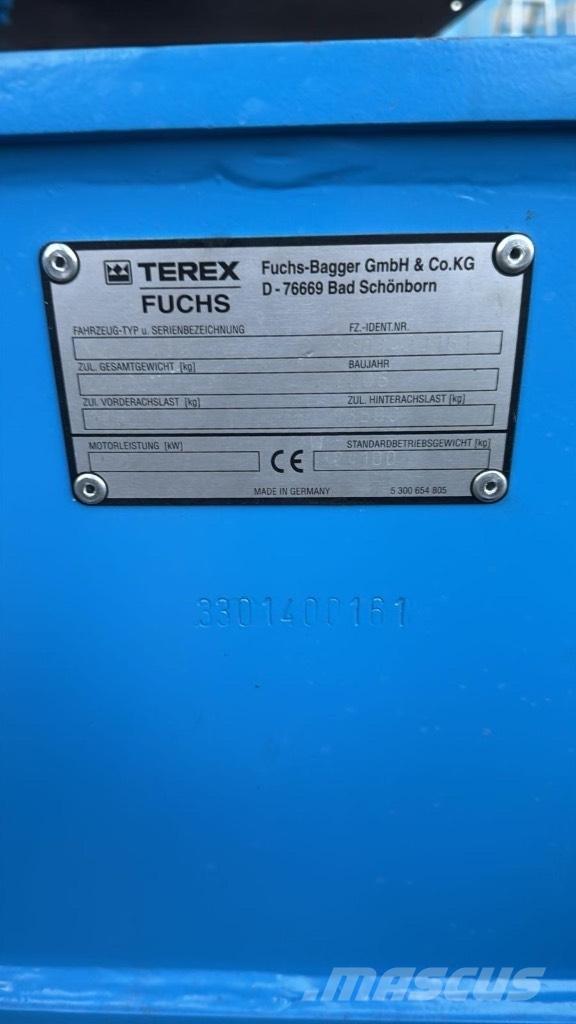 TEREX
FUCHS
Fuchs-Bagger GmbH & Co.KG
D - 76669 Bad Schönborn
FAHRZEUG-TYP u. SERIENBEZEICHNUNG
FZ.-IDENT.NR.
ZUL. GESAMTGEWICHT [kg]
BAUJAHR
ZUL VORDERACHSLAST [kg]
ZUL. HINTERACHSLAST [kg]
MOTORLEISTUNG [kW]
CE
STANDARDBETRIEBSGEWICHT [kg]
MADE IN GERMANY
5 300 654 805
3301400161
MASCUS